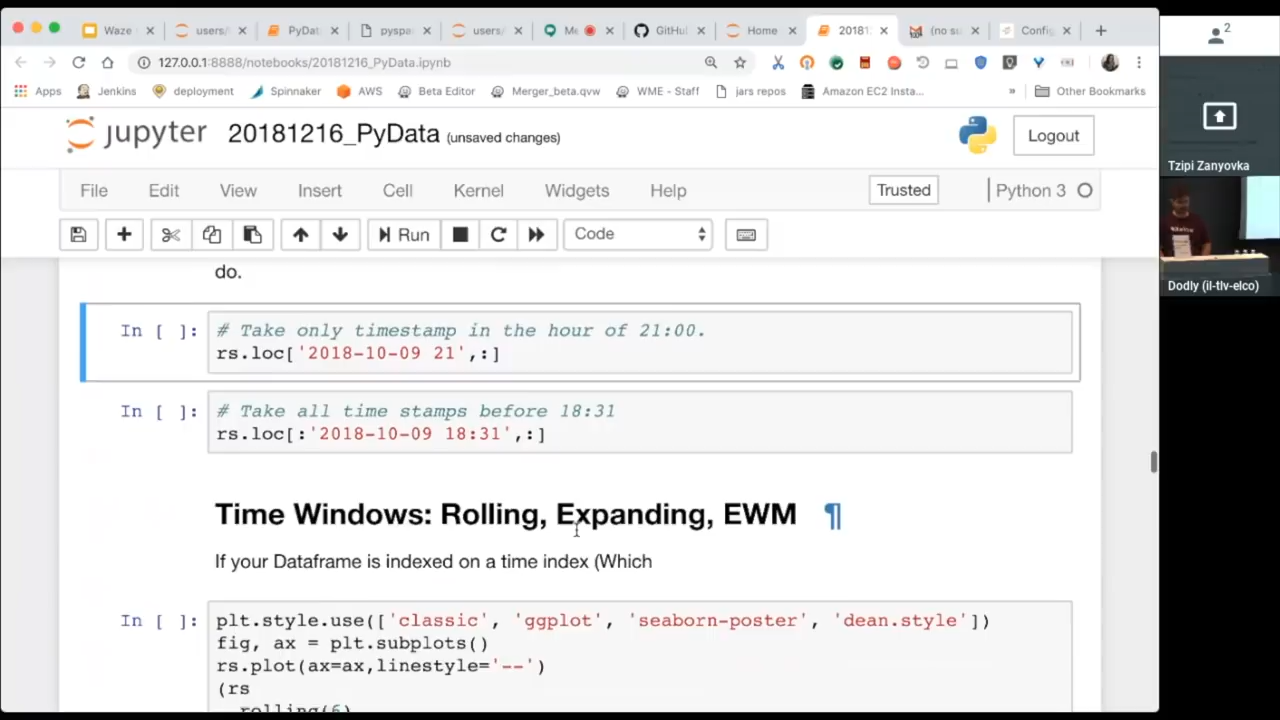 Waze
users/
PyDat
pyspa
users/
Me
GitHu
Home
20181
(no su
Config
127.0.0.1:8888/notebooks/20181216_PyData.ipynb
Apps Jenkins deployment Spinnaker AWS Beta Editor Merger_beta.qvw WME - Staff jars repos Amazon EC2 Insta... » Other Bookmarks
jupyter 20181216_PyData (unsaved changes) Logout
File Edit View Insert Cell Kernel Widgets Help Trusted Python 3
Run Code
do.
In [ ]: # Take only timestamp in the hour of 21:00.
rs.loc['2018-10-09 21',:]
In [ ]: # Take all time stamps before 18:31
rs.loc[:'2018-10-09 18:31',:]
Time Windows: Rolling, Expanding, EWM ¶
If your Dataframe is indexed on a time index (Which
In [ ]: plt.style.use(['classic', 'ggplot', 'seaborn-poster', 'dean.style'])
fig, ax = plt.subplots()
rs.plot(ax=ax,linestyle='--')
(rs
.rolling(6)
2
Tzipi Zanyovka
Dodly (il-tlv-elco)